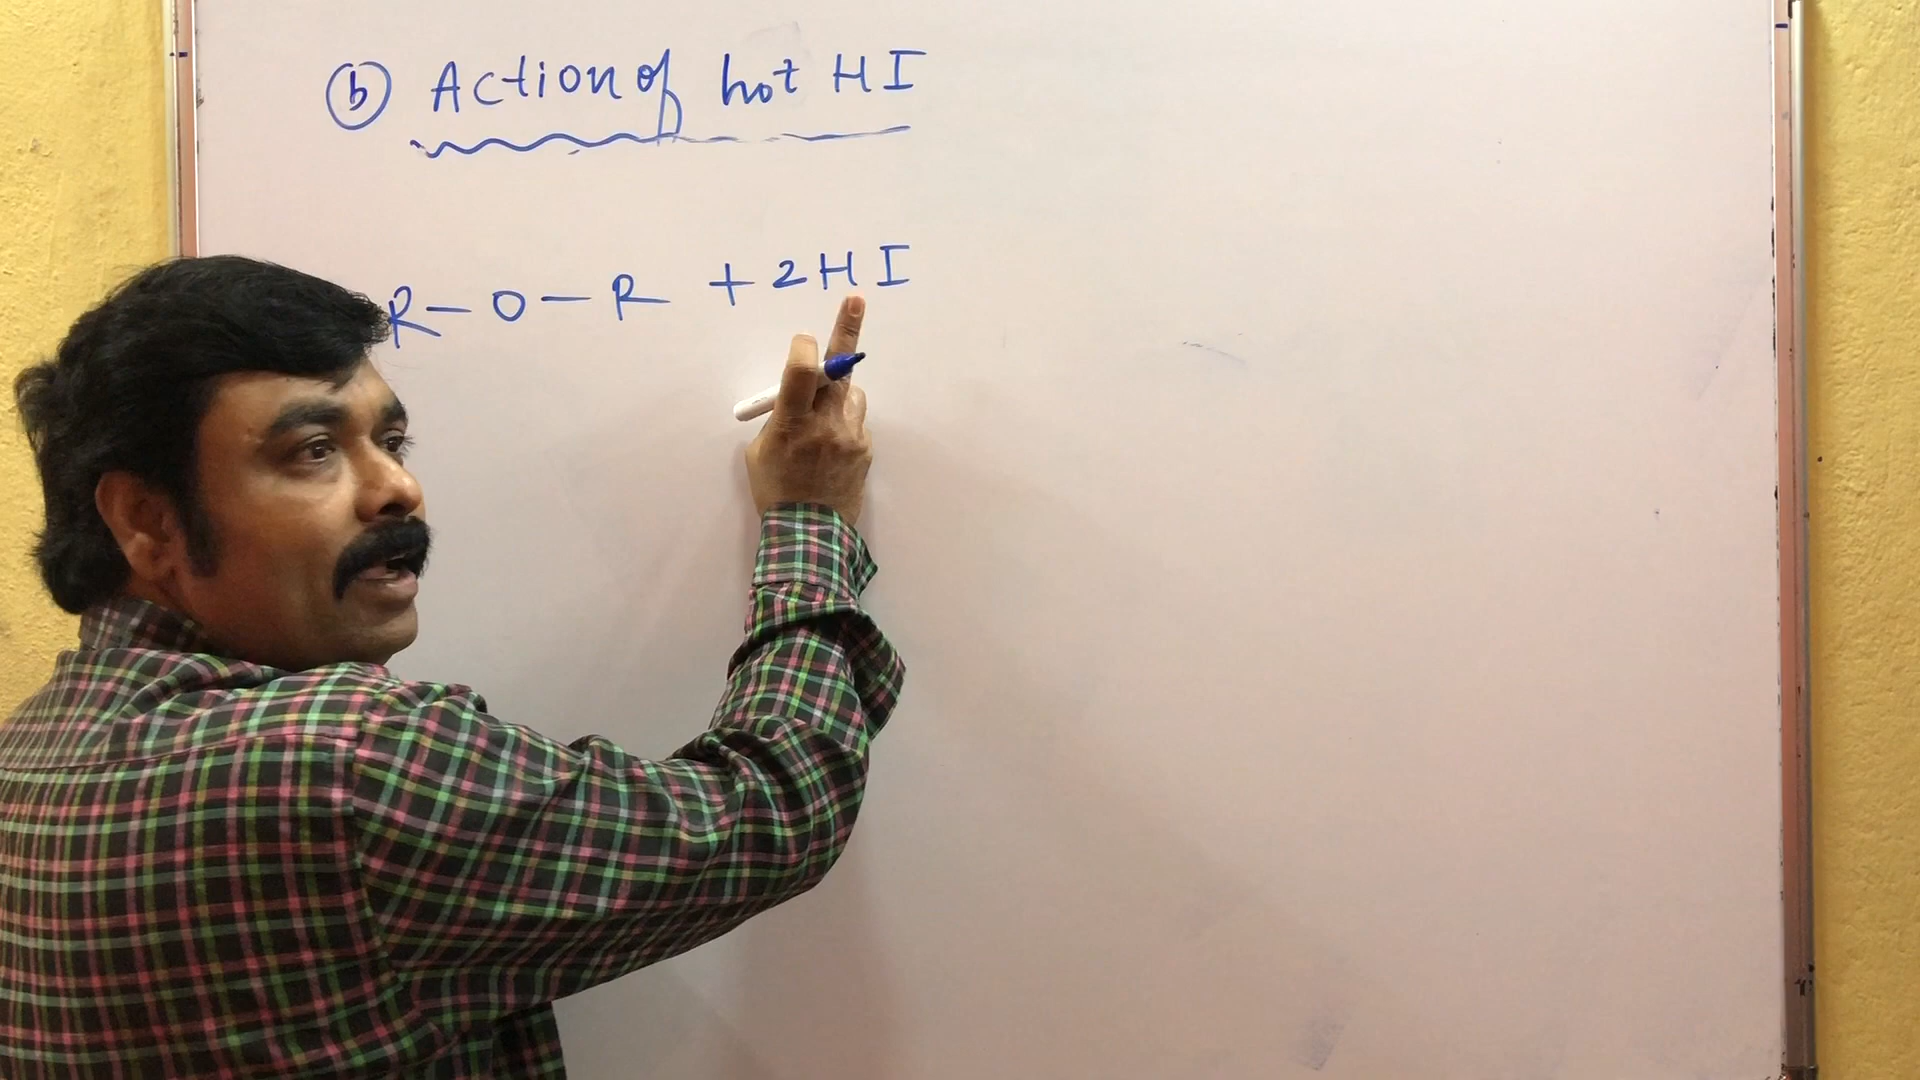 ⓑ Action of hot HI
R-O-R + 2HI